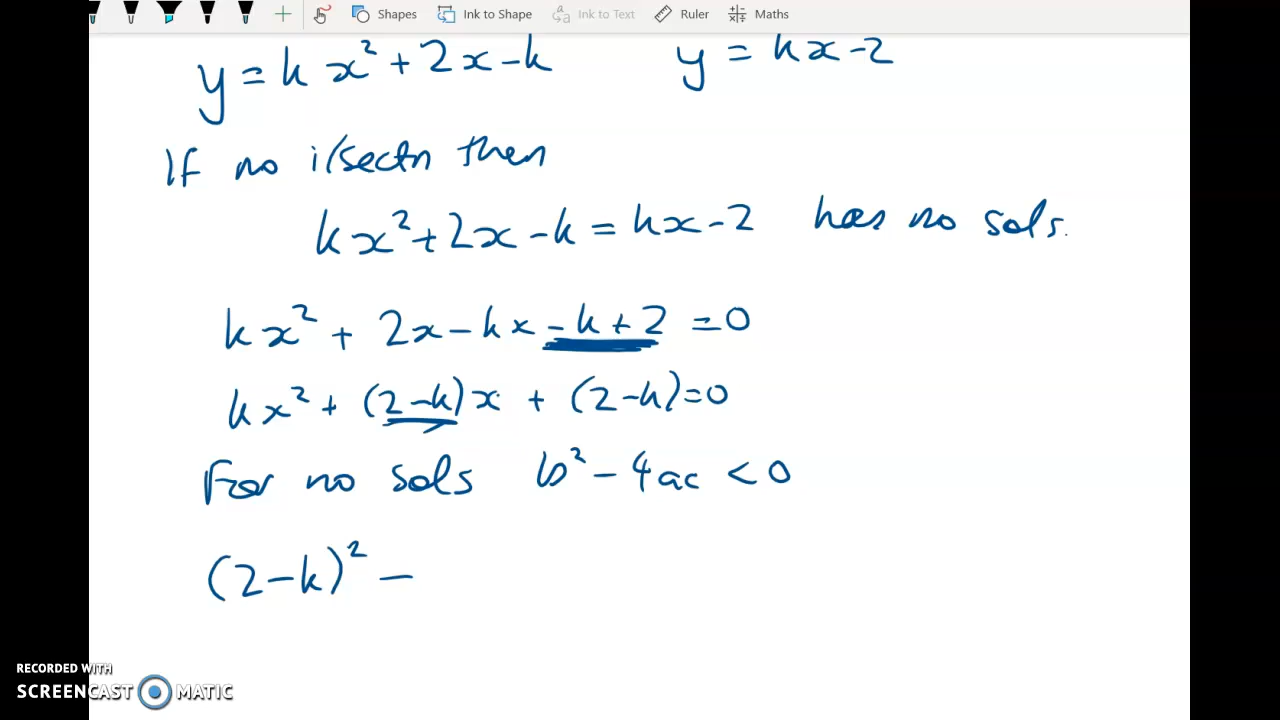 Shapes Ink to Shape Ink to Text Ruler Maths
y = kx² + 2x - k y = kx - 2
If no i/sectn then
kx² + 2x - k = kx - 2 has no sols.
kx² + 2x - kx - k + 2 = 0
kx² + (2 - k)x + (2 - k) = 0
For no sols b² - 4ac < 0
(2 - k)² -
RECORDED WITH
SCREENCAST MATIC